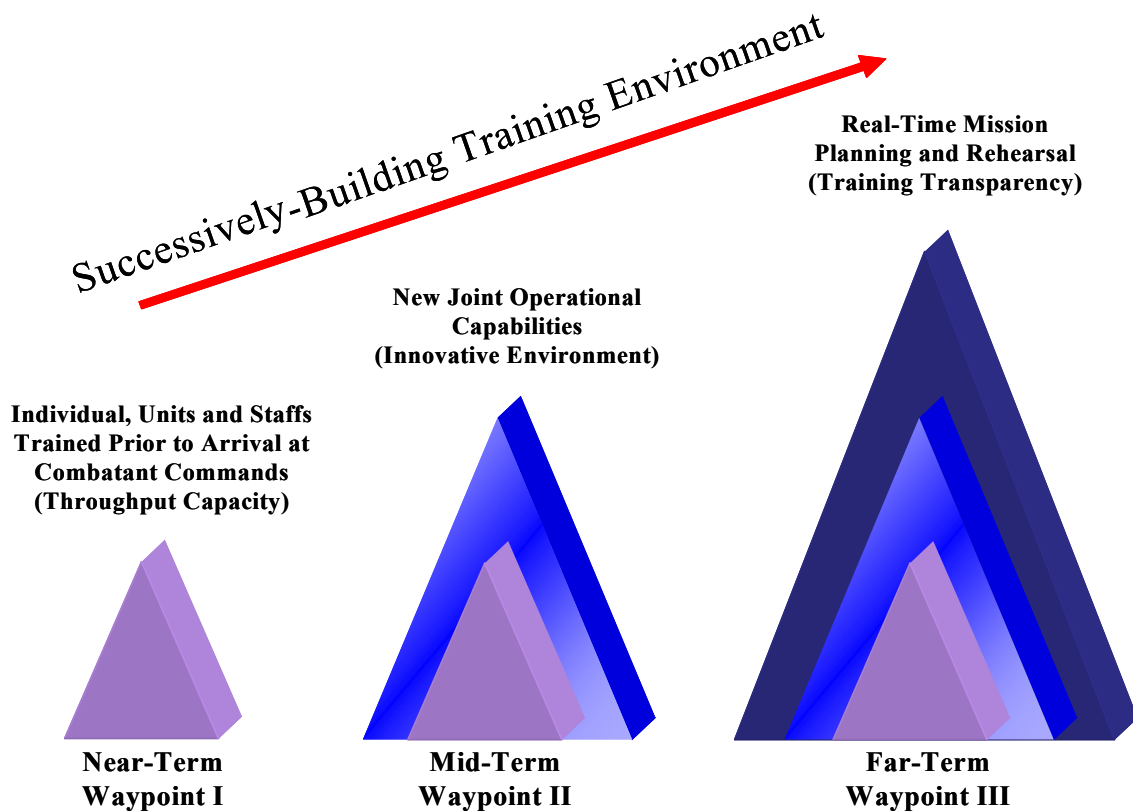 Successively-Building Training Environment
Real-Time Mission
Planning and Rehearsal
(Training Transparency)
New Joint Operational
Capabilities
(Innovative Environment)
Individual, Units and Staffs
Trained Prior to Arrival at
Combatant Commands
(Throughput Capacity)
Near-Term
Waypoint I
Mid-Term
Waypoint II
Far-Term
Waypoint III